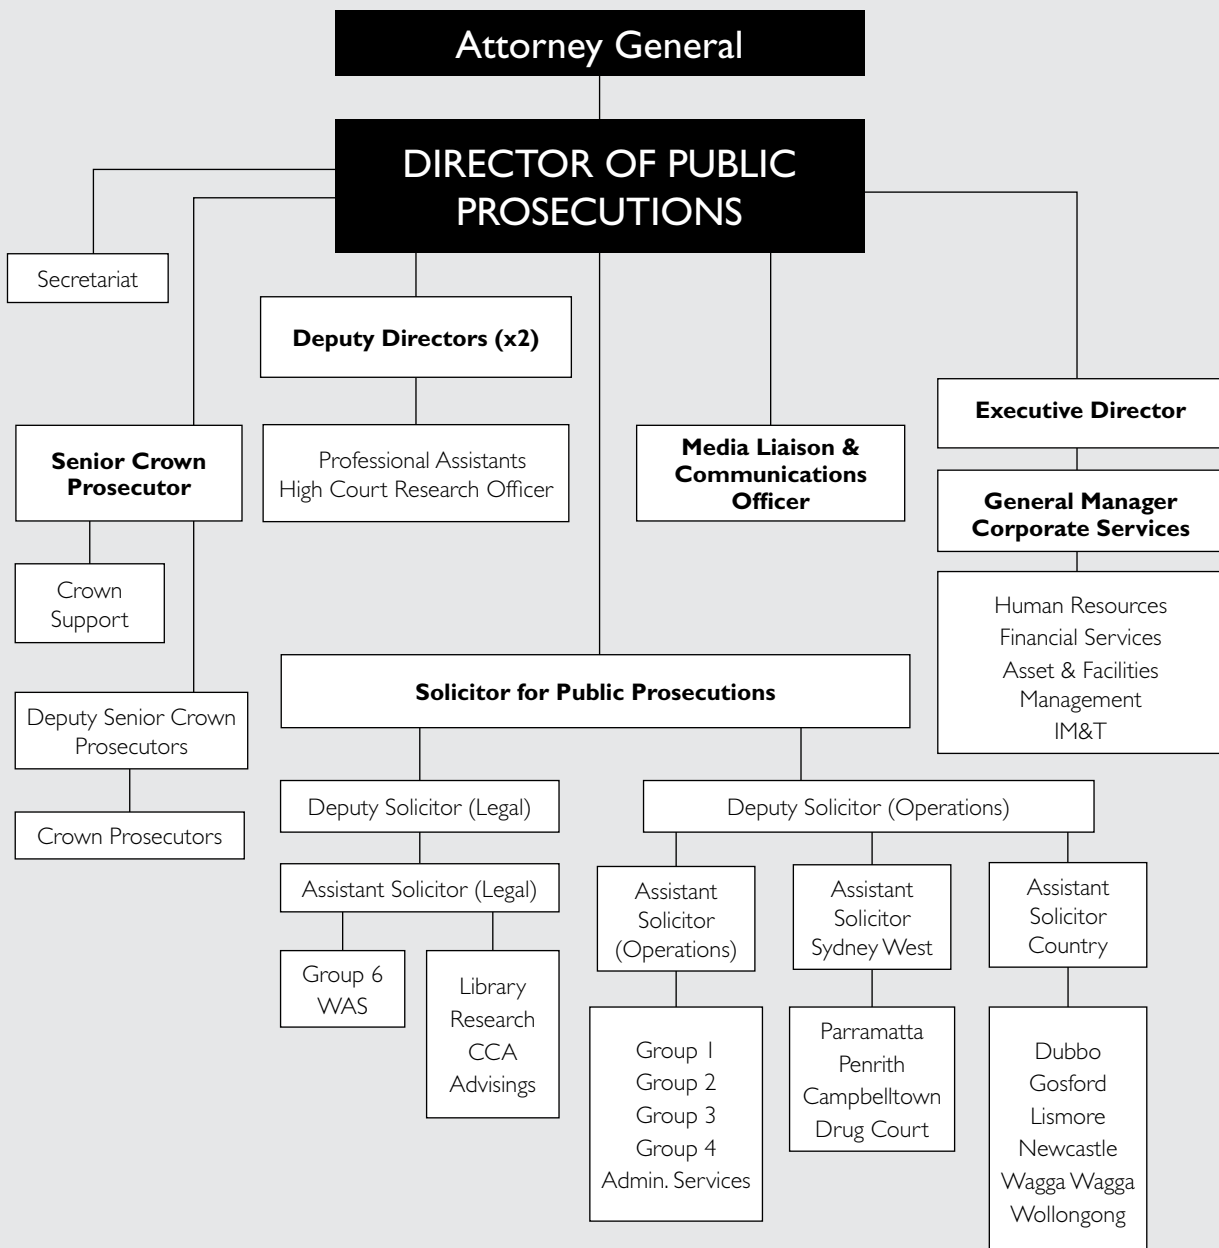 Attorney General
DIRECTOR OF PUBLIC
PROSECUTIONS
Secretariat
Deputy Directors (x2)
Professional Assistants
High Court Research Officer
Senior Crown
Prosecutor
Crown
Support
Deputy Senior Crown
Prosecutors
Crown Prosecutors
Media Liaison &
Communications
Officer
Executive Director
General Manager
Corporate Services
Human Resources
Financial Services
Asset & Facilities
Management
IM&T
Solicitor for Public Prosecutions
Deputy Solicitor (Legal)
Assistant Solicitor (Legal)
Group 6
WAS
Library
Research
CCA
Advisings
Deputy Solicitor (Operations)
Assistant
Solicitor
(Operations)
Group 1
Group 2
Group 3
Group 4
Admin. Services
Assistant
Solicitor
Sydney West
Parramatta
Penrith
Campbelltown
Drug Court
Assistant
Solicitor
Country
Dubbo
Gosford
Lismore
Newcastle
Wagga Wagga
Wollongong